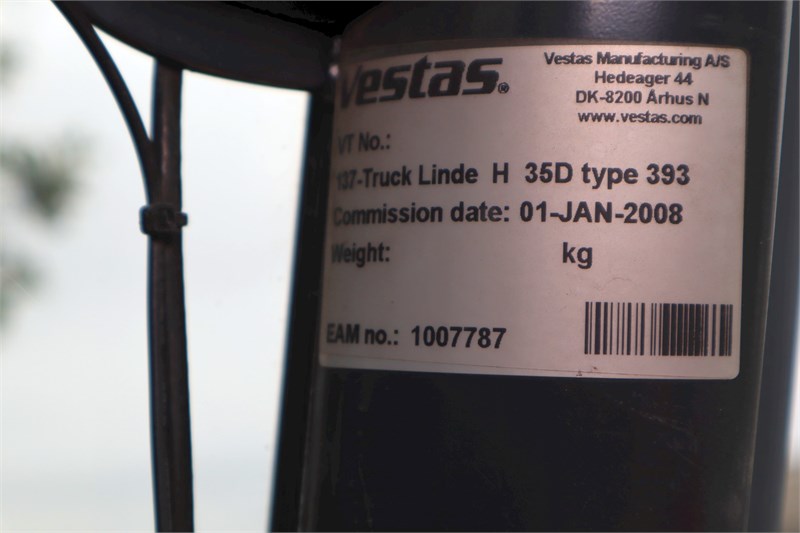 Vestas®
Vestas Manufacturing A/S
Hedeager 44
DK-8200 Århus N
www.vestas.com
VT No.:
137-Truck Linde H 35D type 393
Commission date: 01-JAN-2008
Weight: kg
EAM no.: 1007787